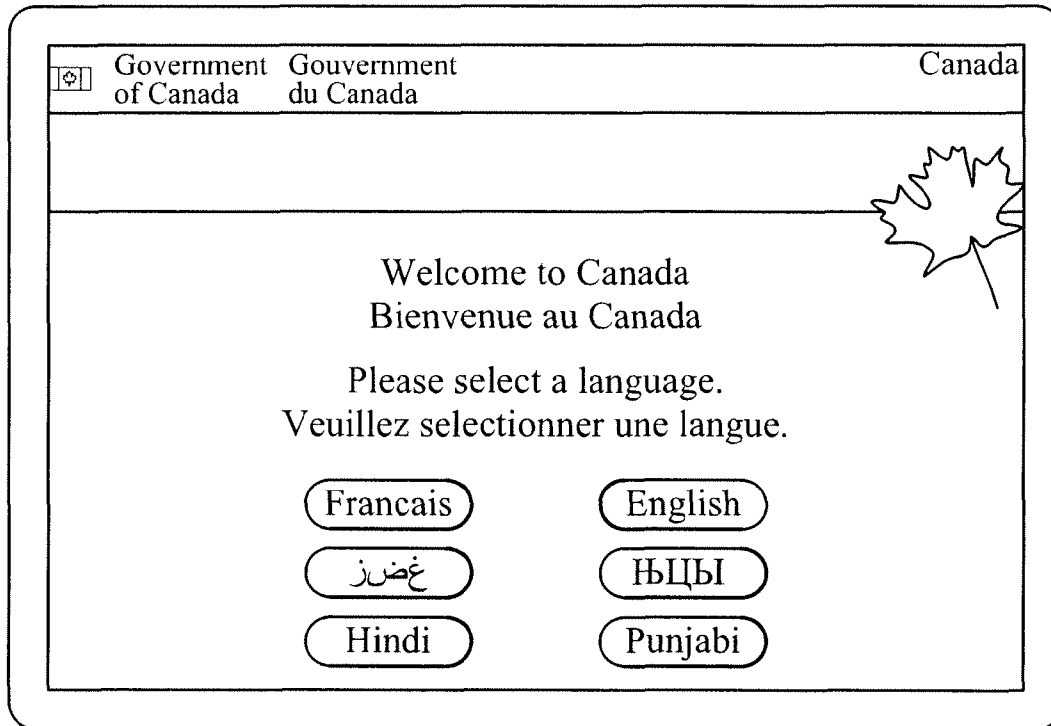 Government of Canada
Gouvernment du Canada
Canada
Welcome to Canada
Bienvenue au Canada
Please select a language.
Veuillez selectionner une langue.
Francais
English
غضز
ЊЦЫ
Hindi
Punjabi